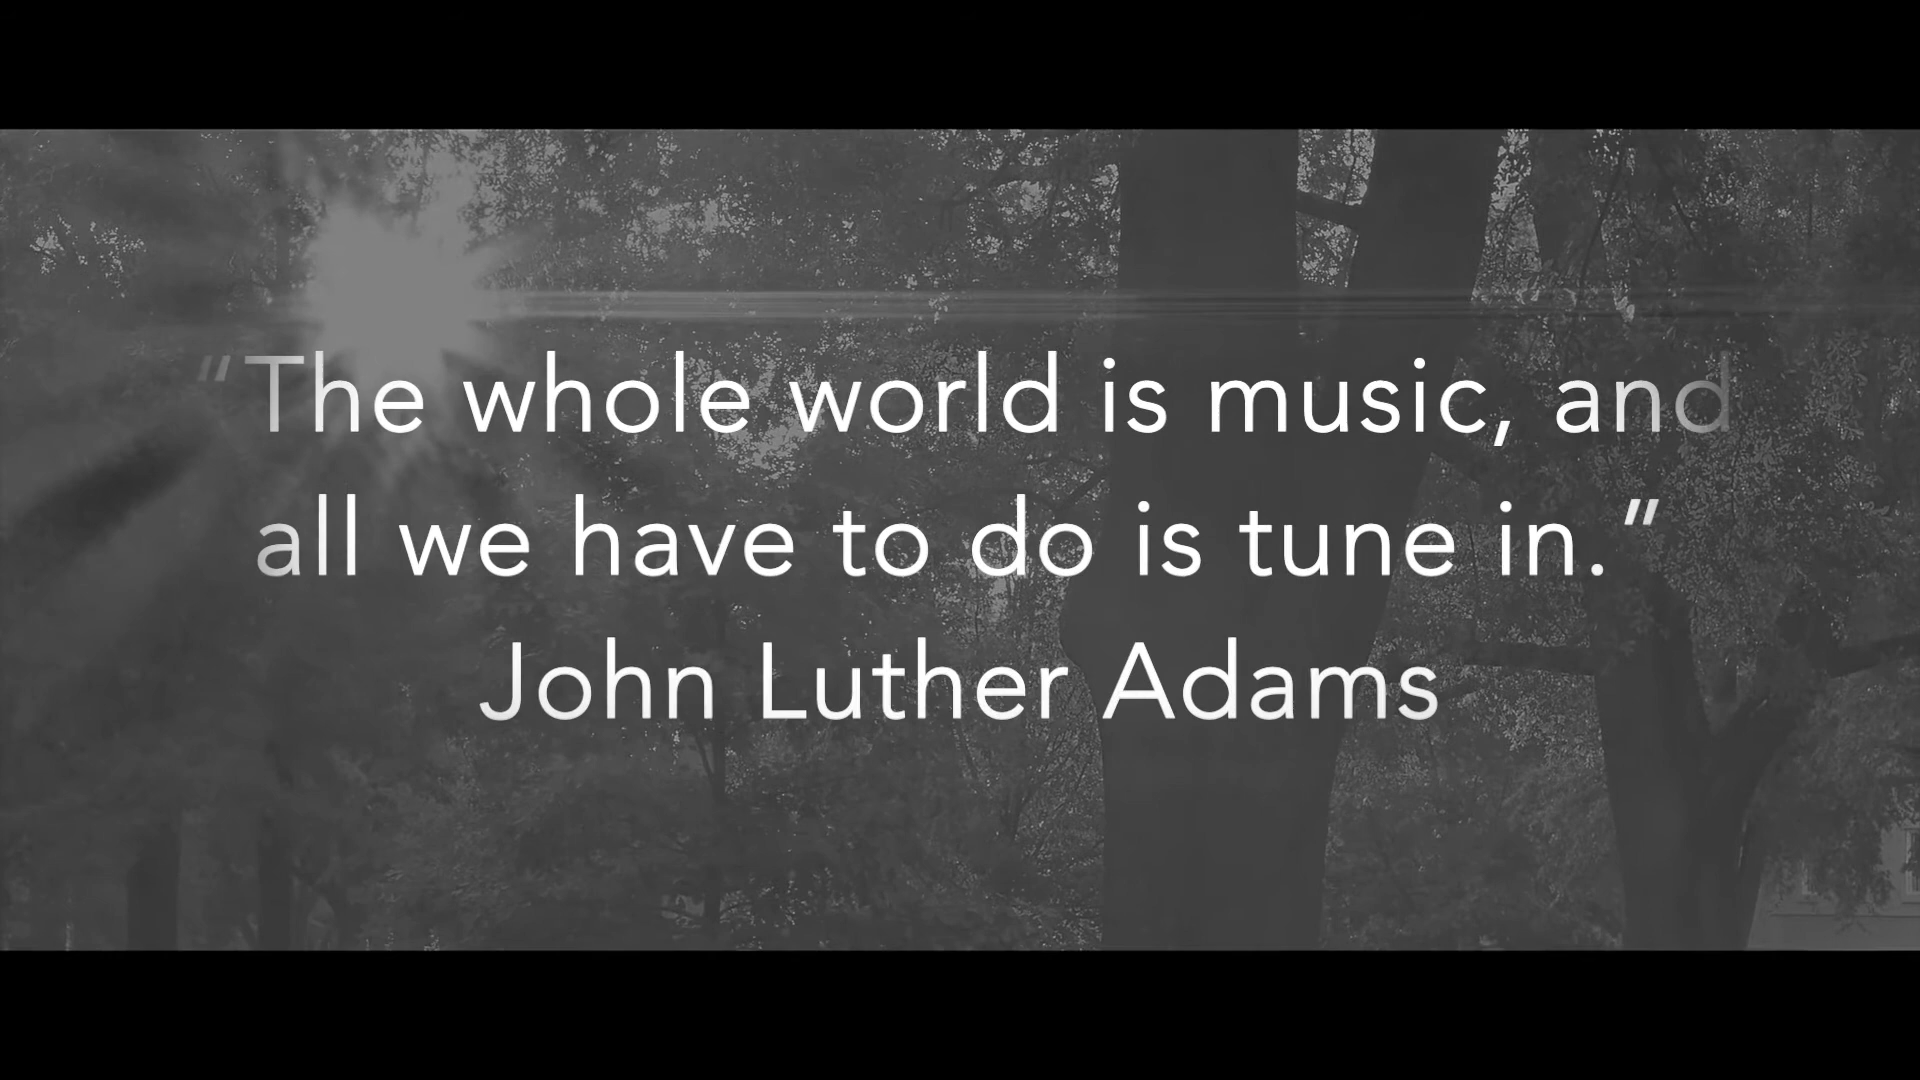 “The whole world is music, and
all we have to do is tune in.”
John Luther Adams